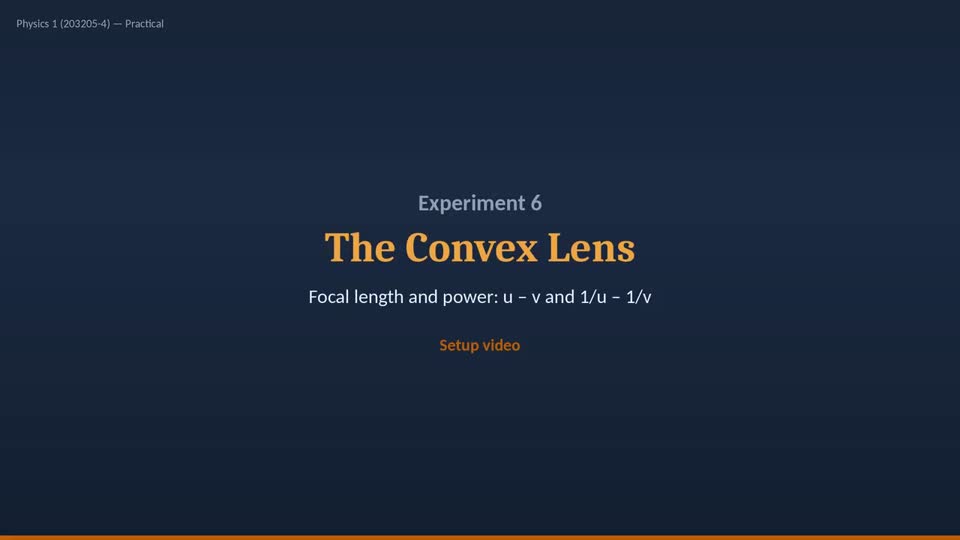 Physics 1 (203205-4) — Practical
Experiment 6
The Convex Lens
Focal length and power: u – v and 1/u – 1/v
Setup video